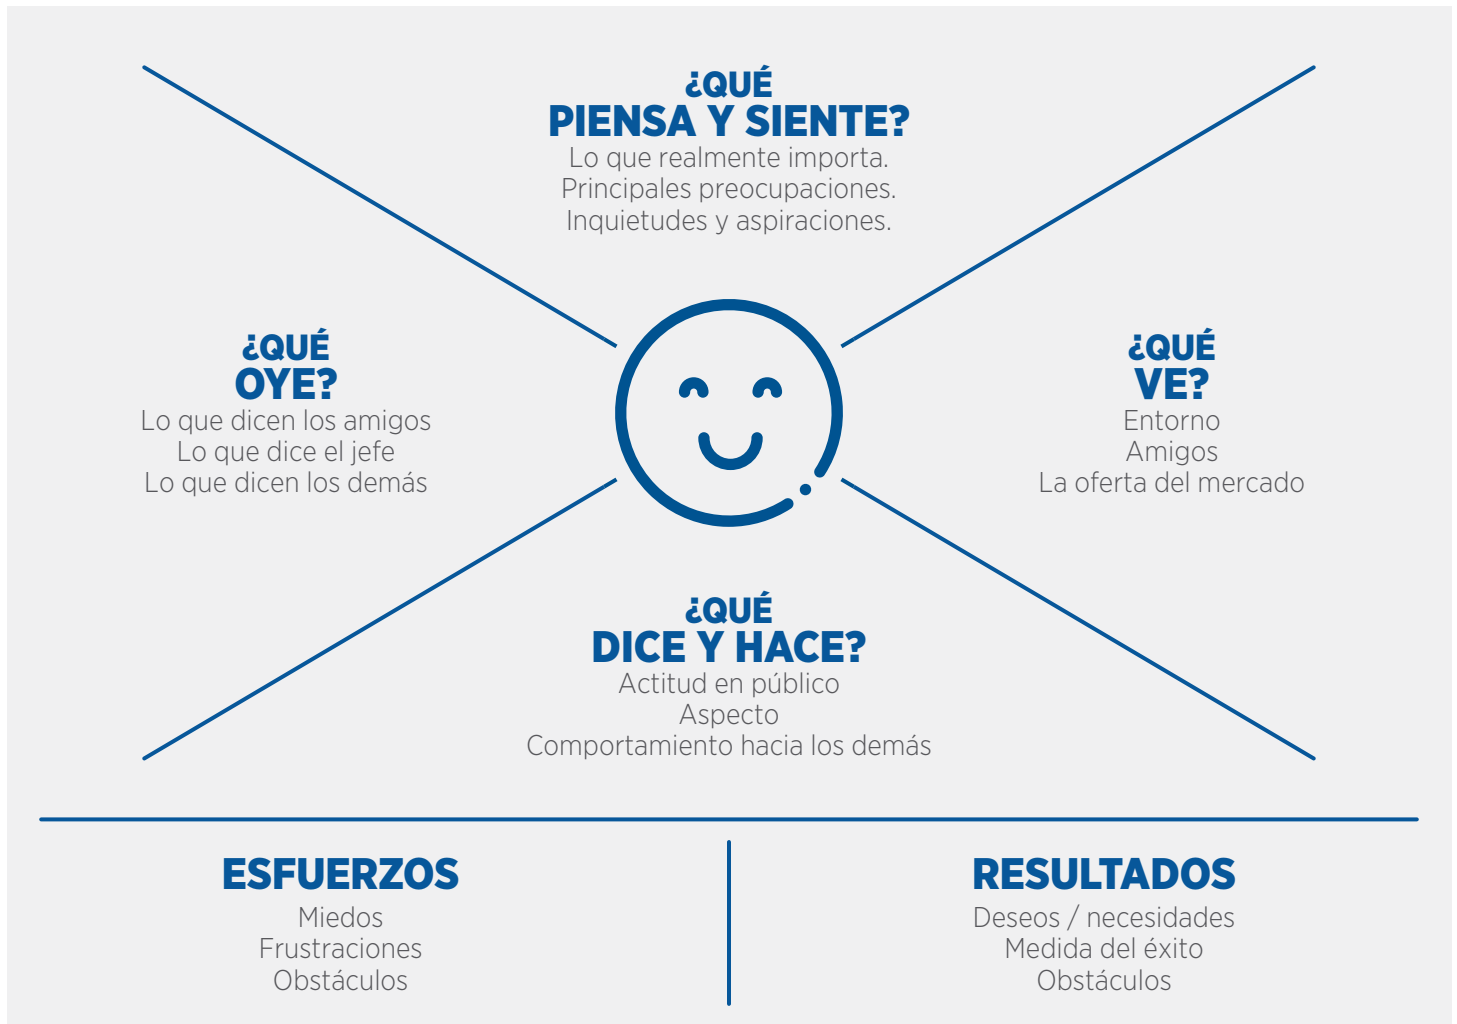 ¿QUÉ
PIENSA Y SIENTE?
Lo que realmente importa.
Principales preocupaciones.
Inquietudes y aspiraciones.
¿QUÉ
OYE?
Lo que dicen los amigos
Lo que dice el jefe
Lo que dicen los demás
¿QUÉ
VE?
Entorno
Amigos
La oferta del mercado
¿QUÉ
DICE Y HACE?
Actitud en público
Aspecto
Comportamiento hacia los demás
ESFUERZOS
Miedos
Frustraciones
Obstáculos
RESULTADOS
Deseos / necesidades
Medida del éxito
Obstáculos